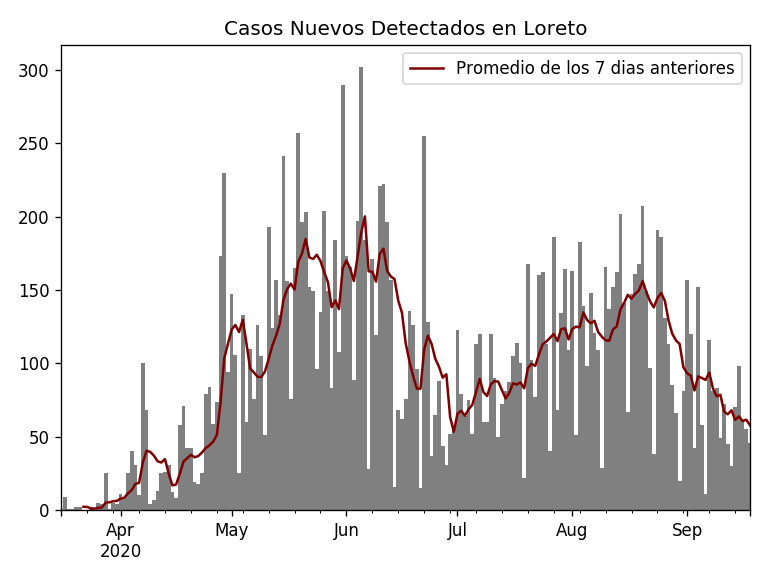 Casos Nuevos Detectados en Loreto
Promedio de los 7 dias anteriores
300
250
200
150
100
50
0
Apr May Jun Jul Aug Sep
2020